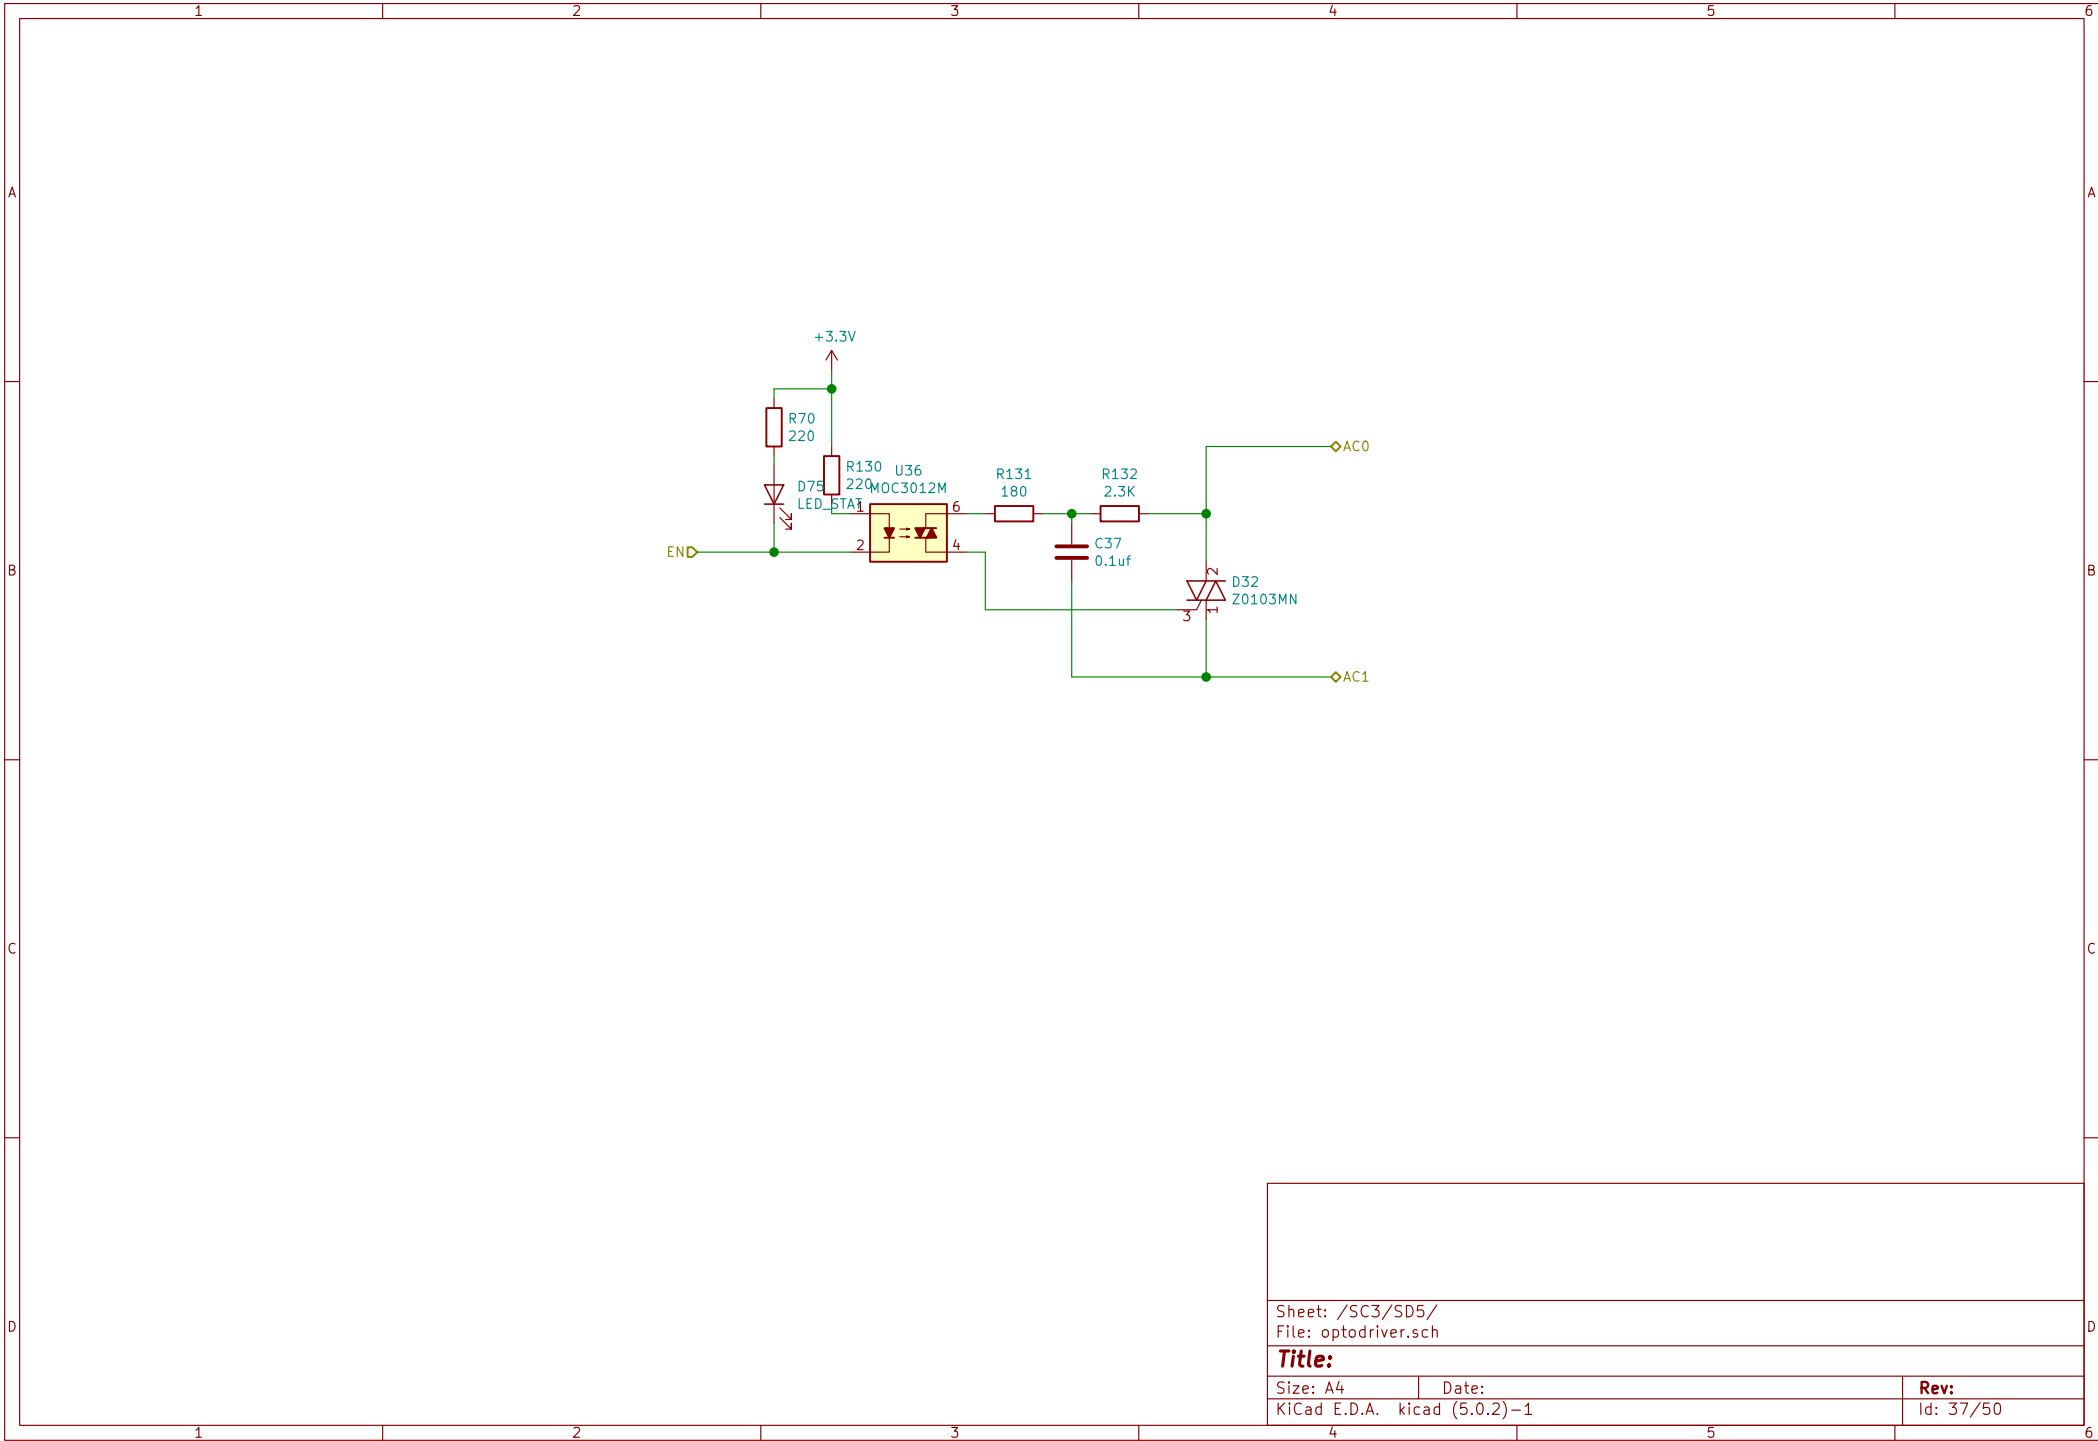 1 2 3 4 5 6
A A
+3.3V
R70
220
AC0
R130
220
U36
MOC3012M
R131
180
R132
2.3K
D75
LED_STAT
1 6
EN
2 4
C37
0.1uf
B B
2
D32
Z0103MN
3 1
AC1
C C
Sheet: /SC3/SD5/
File: optodriver.sch
D D
Title:
Size: A4 Date: Rev:
KiCad E.D.A. kicad (5.0.2)-1 Id: 37/50
1 2 3 4 5 6